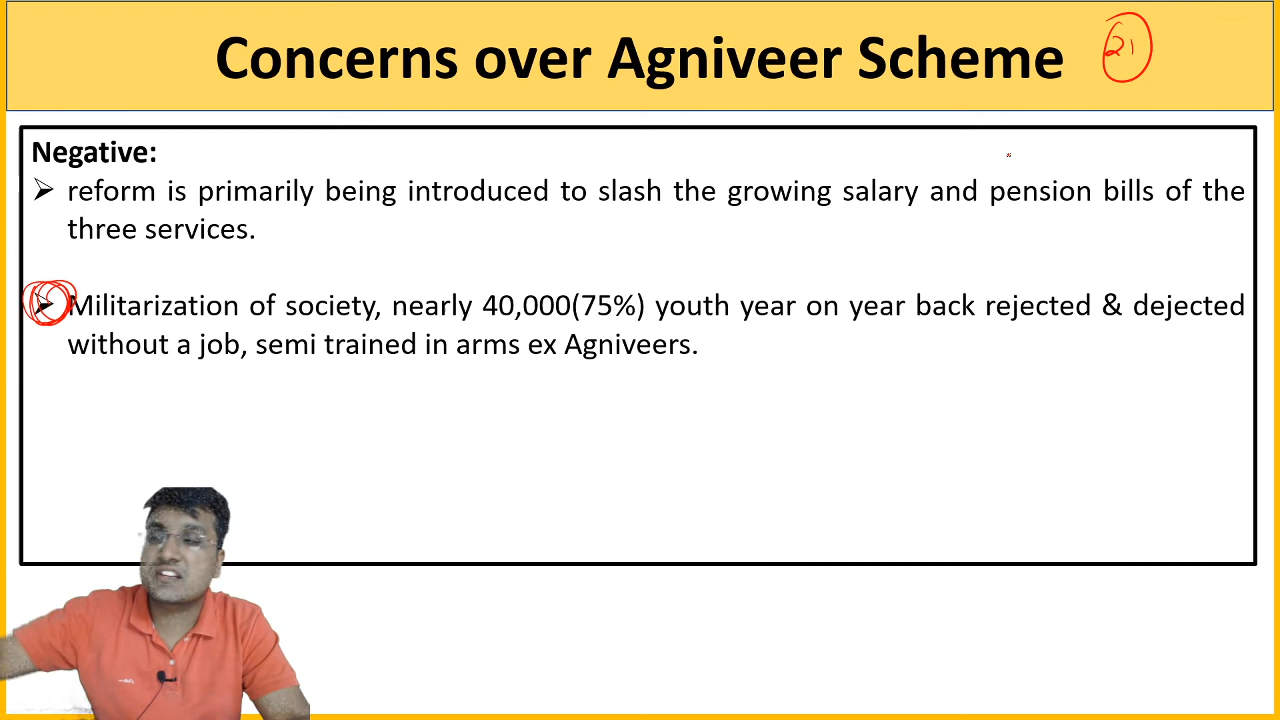 Concerns over Agniveer Scheme
21
Negative:
➢ reform is primarily being introduced to slash the growing salary and pension bills of the
three services.
➢ Militarization of society, nearly 40,000(75%) youth year on year back rejected & dejected
without a job, semi trained in arms ex Agniveers.